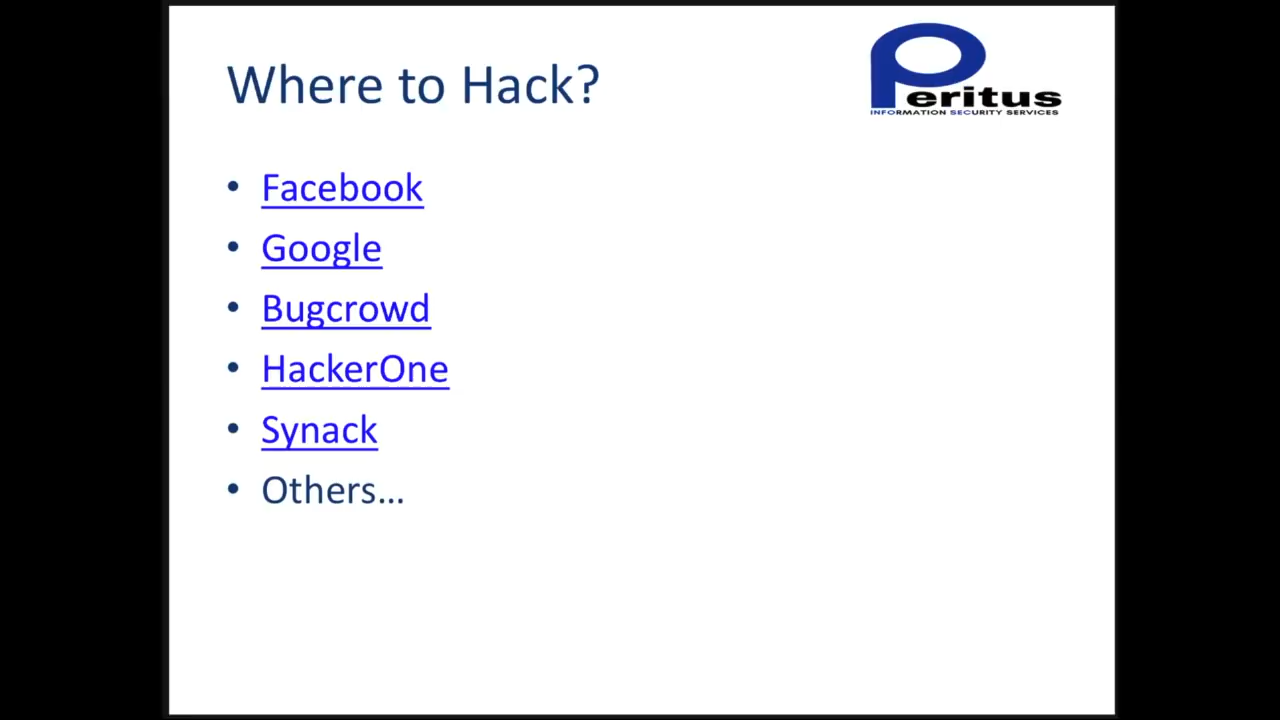 Where to Hack?
Peritus
INFORMATION SECURITY SERVICES
• Facebook
• Google
• Bugcrowd
• HackerOne
• Synack
• Others...